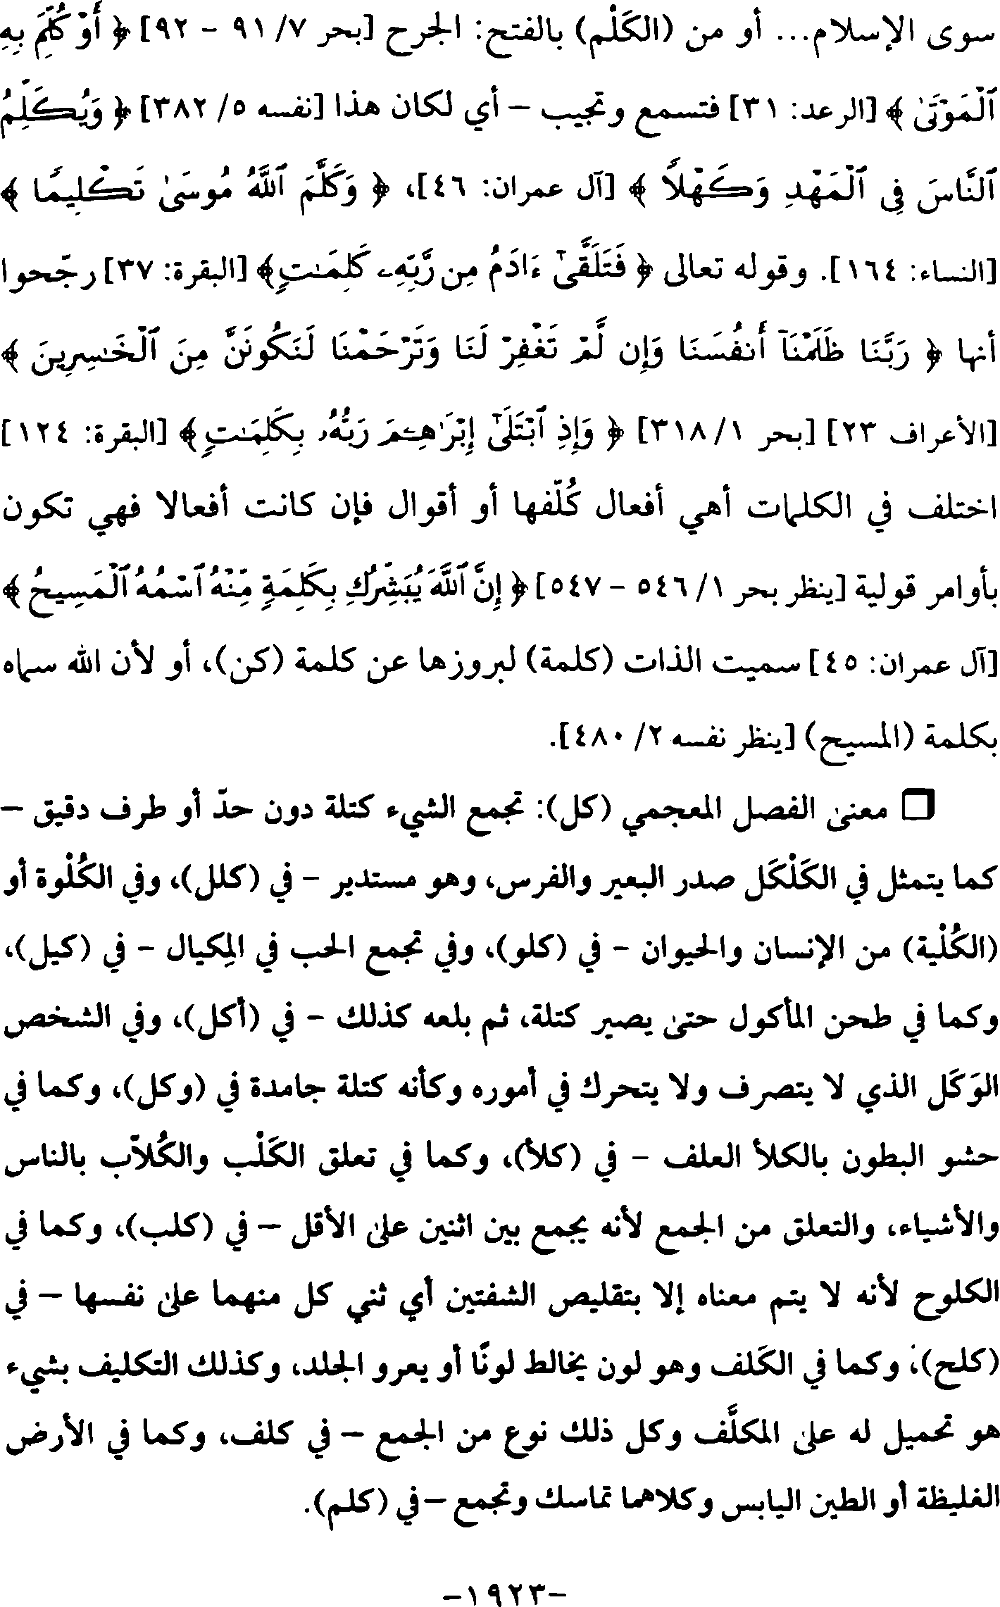 سوى الإسلام... أو من (الكَلْم) بالفتح: الجرح [بحر ٧/ ٩١ - ٩٢] ﴿ أَوْ كُلِّمَ بِهِ
ٱلْمَوْتَىٰ ﴾ [الرعد: ٣١] فتسمع وتجيب – أي لكان هذا [نفسه ٥/ ٣٨٢] ﴿ وَيُكَلِّمُ
ٱلنَّاسَ فِى ٱلْمَهْدِ وَكَهْلاً ﴾ [آل عمران: ٤٦]، ﴿ وَكَلَّمَ ٱللَّهُ مُوسَىٰ تَكْلِيمًا ﴾
[النساء: ١٦٤]. وقوله تعالى ﴿ فَتَلَقَّىٰٓ ءَادَمُ مِن رَّبِّهِۦ كَلِمَـٰتٍ﴾ [البقرة: ٣٧] رجّحوا
أنها ﴿ رَبَّنَا ظَلَمْنَآ أَنفُسَنَا وَإِن لَّمْ تَغْفِرْ لَنَا وَتَرْحَمْنَا لَنَكُونَنَّ مِنَ ٱلْخَـٰسِرِينَ ﴾
[الأعراف ٢٣] [بحر ١/ ٣١٨] ﴿ وَإِذِ ٱبْتَلَىٰٓ إِبْرَٰهِـۧمَ رَبُّهُۥ بِكَلِمَـٰتٍ﴾ [البقرة: ١٢٤]
اختلف في الكلمات أهي أفعال كُلّفها أو أقوال فإن كانت أفعالا فهي تكون
بأوامر قولية [ينظر بحر ١/ ٥٤٦ – ٥٤٧] ﴿ إِنَّ ٱللَّهَ يُبَشِّرُكِ بِكَلِمَةٍ مِّنْهُ ٱسْمُهُ ٱلْمَسِيحُ ﴾
[آل عمران: ٤٥] سميت الذات (كلمة) لبروزها عن كلمة (كن)، أو لأن الله سماه
بكلمة (المسيح) [ينظر نفسه ٢/ ٤٨٠].
❒ معنى الفصل المعجمي (كل): تجمع الشيء كتلة دون حدّ أو طرف دقيق –
كما يتمثل في الكَلْكَل صدر البعير والفرس، وهو مستدير – في (كلل)، وفي الكُلْوة أو
(الكُلْية) من الإنسان والحيوان – في (كلو)، وفي تجمع الحب في المِكيال – في (كيل)،
وكما في طحن المأكول حتى يصير كتلة، ثم بلعه كذلك – في (أكل)، وفي الشخص
الوَكَل الذي لا يتصرف ولا يتحرك في أموره وكأنه كتلة جامدة في (وكل)، وكما في
حشو البطون بالكلأ العلف – في (كلأ)، وكما في تعلق الكَلْب والكُلاّب بالناس
والأشياء، والتعلق من الجمع لأنه يجمع بين اثنين على الأقل – في (كلب)، وكما في
الكلوح لأنه لا يتم معناه إلا بتقليص الشفتين أي ثني كل منهما على نفسها – في
(كلح)، وكما في الكَلف وهو لون يخالط لونًا أو يعرو الجلد، وكذلك التكليف بشيء
هو تحميل له على المكلَّف وكل ذلك نوع من الجمع – في كلف، وكما في الأرض
الغليظة أو الطين اليابس وكلاهما تماسك وتجمع – في (كلم).
-١٩٢٣-